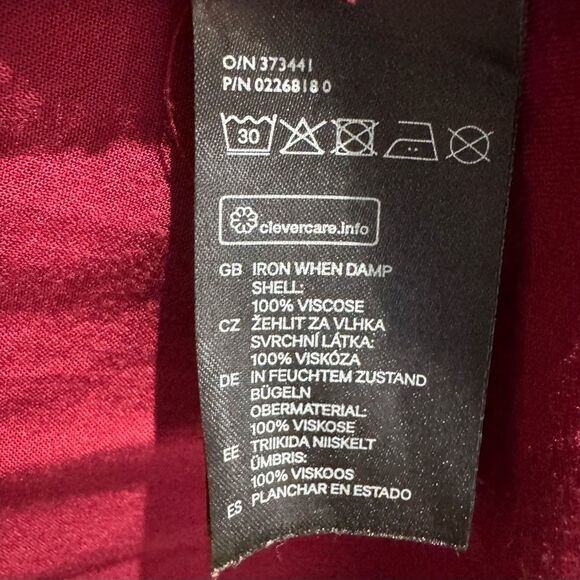 O/N 373441
P/N 02268180
30
clevercare.info
GB IRON WHEN DAMP
SHELL:
100% VISCOSE
CZ ŽEHLIT ZA VLHKA
SVRCHNÍ LÁTKA:
100% VISKÓZA
DE IN FEUCHTEM ZUSTAND
BÜGELN
OBERMATERIAL:
100% VISKOSE
EE TRIIKIDA NIISKELT
ÜMBRIS:
100% VISKOOS
ES PLANCHAR EN ESTADO